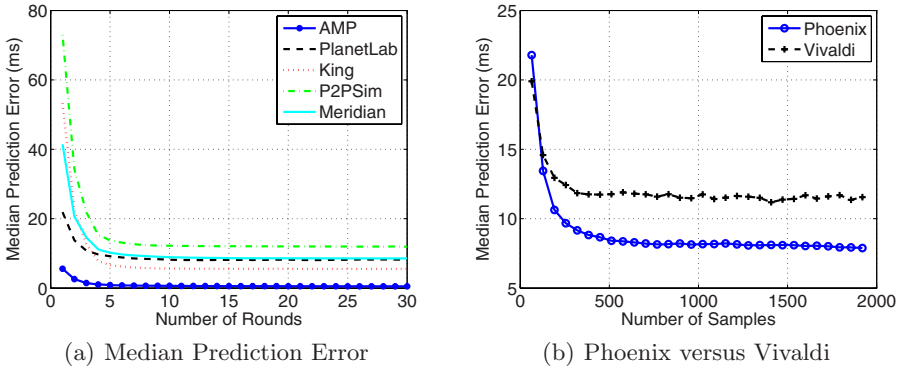 80
60
40
20
0
Median Prediction Error (ms)
AMP
PlanetLab
King
P2PSim
Meridian
0 5 10 15 20 25 30
Number of Rounds
(a) Median Prediction Error
25
20
15
10
5
Median Prediction Error (ms)
Phoenix
Vivaldi
0 500 1000 1500 2000
Number of Samples
(b) Phoenix versus Vivaldi